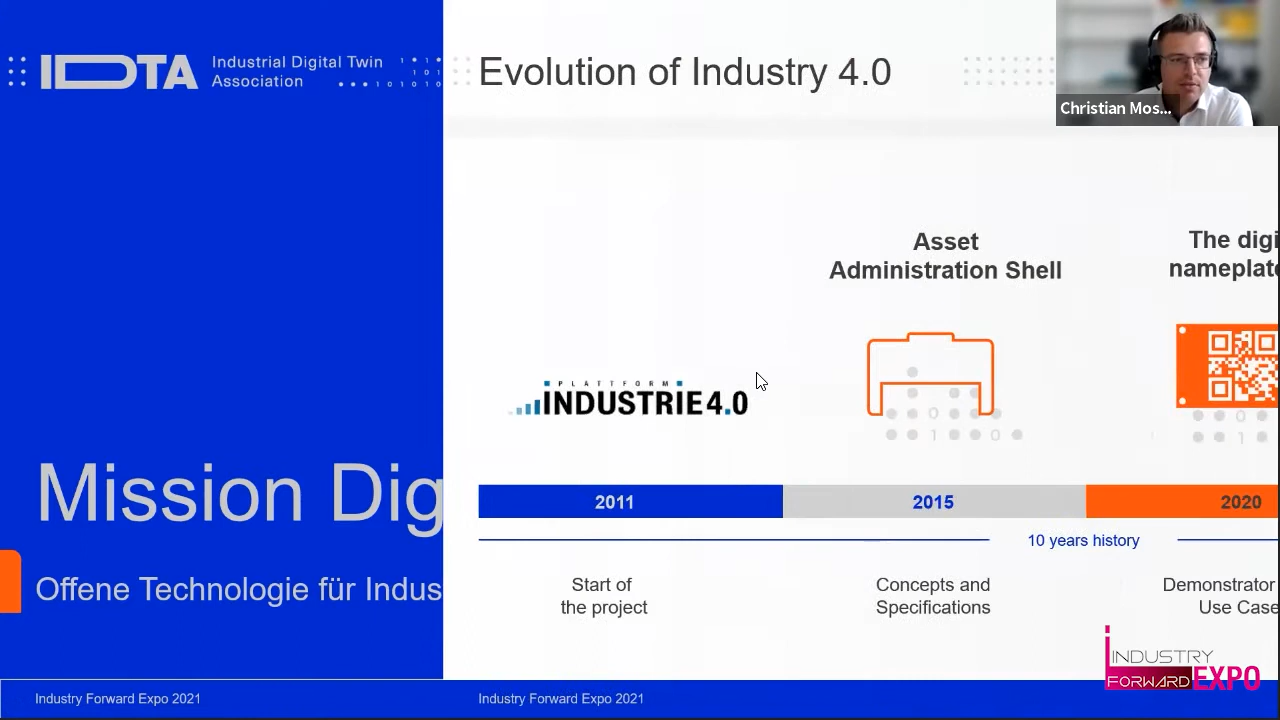 IDTA
Industrial Digital Twin
Association
Evolution of Industry 4.0
Christian Mos...
Asset
Administration Shell
The digi
nameplate
PLATTFORM
INDUSTRIE 4.0
Mission Dig
2011
2015
2020
10 years history
Offene Technologie für Indus
Start of
the project
Concepts and
Specifications
Demonstrator
Use Case
INDUSTRY
FORWARD EXPO
Industry Forward Expo 2021
Industry Forward Expo 2021